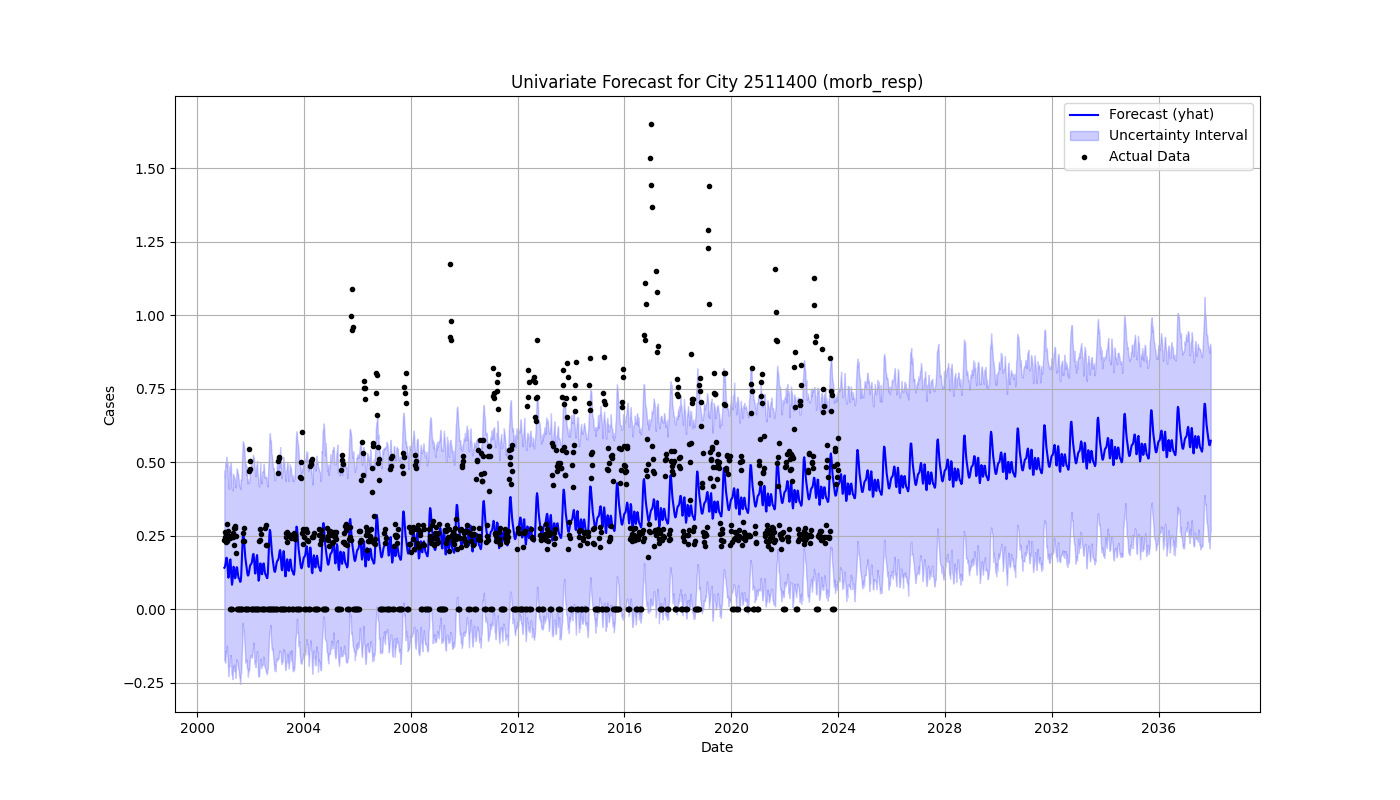 Univariate Forecast for City 2511400 (morb_resp)
Forecast (yhat)
Uncertainty Interval
Actual Data
1.50
1.25
1.00
0.75
0.50
0.25
0.00
−0.25
Cases
2000 2004 2008 2012 2016 2020 2024 2028 2032 2036
Date